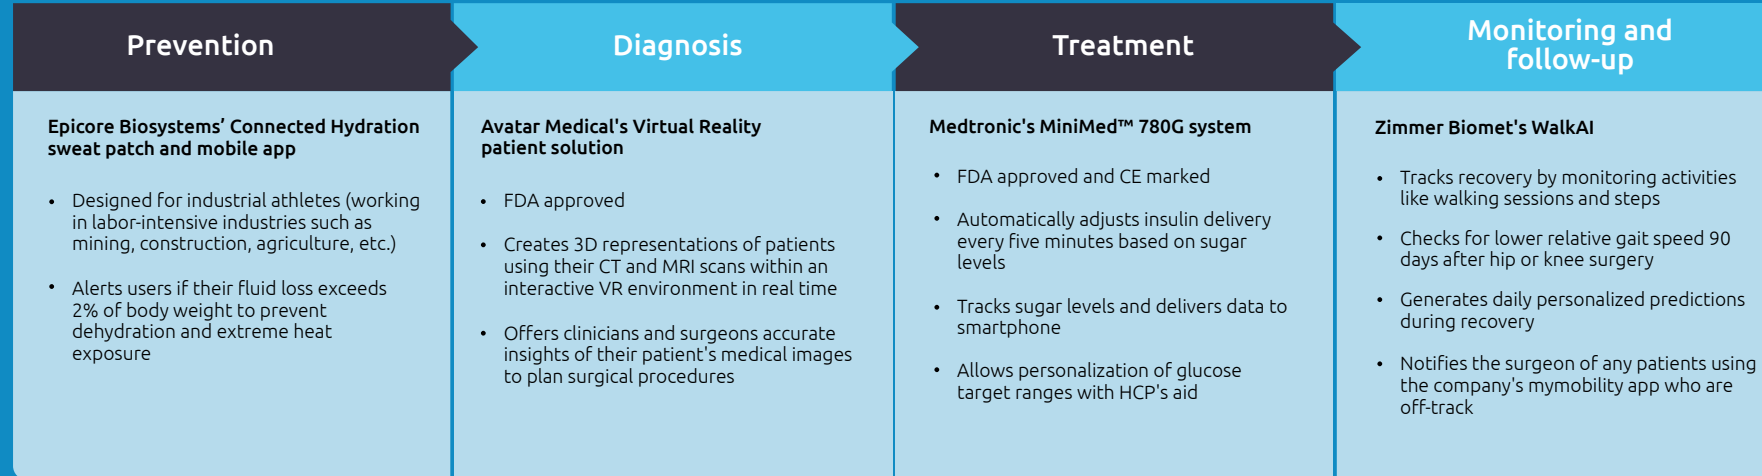 Prevention
Epicore Biosystems’ Connected Hydration
sweat patch and mobile app
• Designed for industrial athletes (working
in labor-intensive industries such as
mining, construction, agriculture, etc.)
• Alerts users if their fluid loss exceeds
2% of body weight to prevent
dehydration and extreme heat
exposure
Diagnosis
Avatar Medical's Virtual Reality
patient solution
• FDA approved
• Creates 3D representations of patients
using their CT and MRI scans within an
interactive VR environment in real time
• Offers clinicians and surgeons accurate
insights of their patient's medical images
to plan surgical procedures
Treatment
Medtronic's MiniMed™ 780G system
• FDA approved and CE marked
• Automatically adjusts insulin delivery
every five minutes based on sugar
levels
• Tracks sugar levels and delivers data to
smartphone
• Allows personalization of glucose
target ranges with HCP's aid
Monitoring and
follow-up
Zimmer Biomet's WalkAI
• Tracks recovery by monitoring activities
like walking sessions and steps
• Checks for lower relative gait speed 90
days after hip or knee surgery
• Generates daily personalized predictions
during recovery
• Notifies the surgeon of any patients using
the company's mymobility app who are
off-track